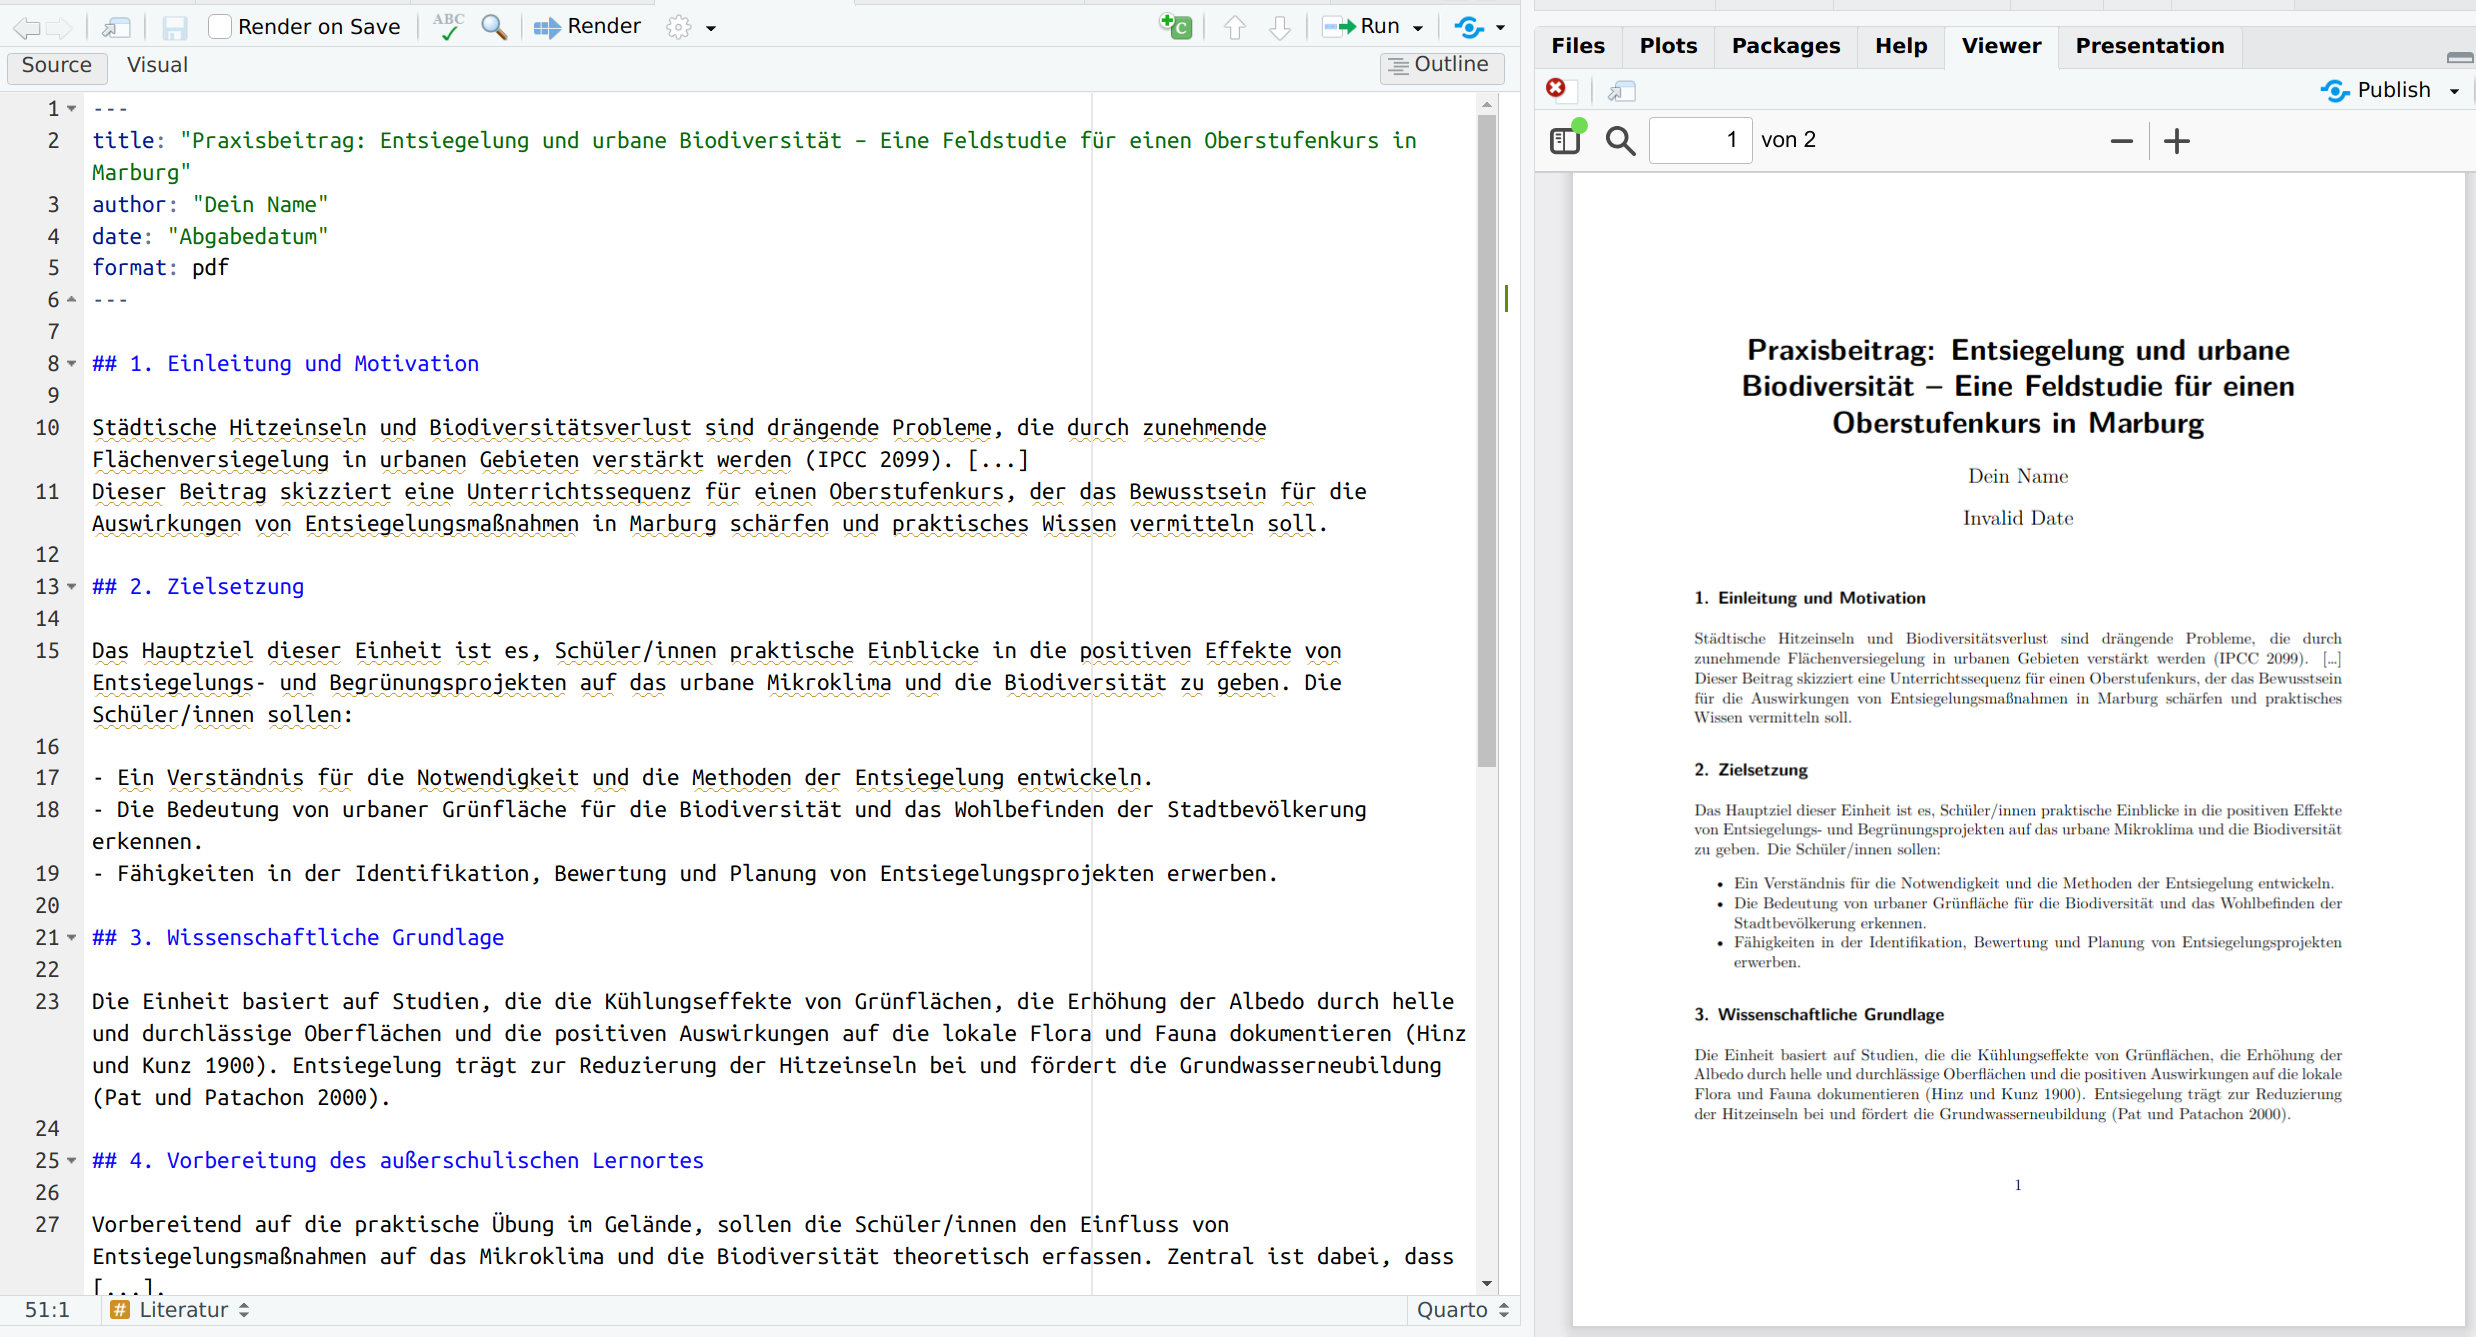 Render on Save
ABC
Render
Run
Source
Visual
Outline
1 ---
2 title: "Praxisbeitrag: Entsiegelung und urbane Biodiversität – Eine Feldstudie für einen Oberstufenkurs in
Marburg"
3 author: "Dein Name"
4 date: "Abgabedatum"
5 format: pdf
6 ---
7
8 ## 1. Einleitung und Motivation
9
10 Städtische Hitzeinseln und Biodiversitätsverlust sind drängende Probleme, die durch zunehmende
Flächenversiegelung in urbanen Gebieten verstärkt werden (IPCC 2099). [...]
11 Dieser Beitrag skizziert eine Unterrichtssequenz für einen Oberstufenkurs, der das Bewusstsein für die
Auswirkungen von Entsiegelungsmaßnahmen in Marburg schärfen und praktisches Wissen vermitteln soll.
12
13 ## 2. Zielsetzung
14
15 Das Hauptziel dieser Einheit ist es, Schüler/innen praktische Einblicke in die positiven Effekte von
Entsiegelungs- und Begrünungsprojekten auf das urbane Mikroklima und die Biodiversität zu geben. Die
Schüler/innen sollen:
16
17 - Ein Verständnis für die Notwendigkeit und die Methoden der Entsiegelung entwickeln.
18 - Die Bedeutung von urbaner Grünfläche für die Biodiversität und das Wohlbefinden der Stadtbevölkerung
erkennen.
19 - Fähigkeiten in der Identifikation, Bewertung und Planung von Entsiegelungsprojekten erwerben.
20
21 ## 3. Wissenschaftliche Grundlage
22
23 Die Einheit basiert auf Studien, die die Kühlungseffekte von Grünflächen, die Erhöhung der Albedo durch helle
und durchlässige Oberflächen und die positiven Auswirkungen auf die lokale Flora und Fauna dokumentieren (Hinz
und Kunz 1900). Entsiegelung trägt zur Reduzierung der Hitzeinseln bei und fördert die Grundwasserneubildung
(Pat und Patachon 2000).
24
25 ## 4. Vorbereitung des außerschulischen Lernortes
26
27 Vorbereitend auf die praktische Übung im Gelände, sollen die Schüler/innen den Einfluss von
Entsiegelungsmaßnahmen auf das Mikroklima und die Biodiversität theoretisch erfassen. Zentral ist dabei, dass
[...].
51:1
# Literatur
Quarto
Files
Plots
Packages
Help
Viewer
Presentation
Publish
1 von 2
Praxisbeitrag: Entsiegelung und urbane
Biodiversität – Eine Feldstudie für einen
Oberstufenkurs in Marburg
Dein Name
Invalid Date
1. Einleitung und Motivation
Städtische Hitzeinseln und Biodiversitätsverlust sind drängende Probleme, die durch
zunehmende Flächenversiegelung in urbanen Gebieten verstärkt werden (IPCC 2099). [...]
Dieser Beitrag skizziert eine Unterrichtssequenz für einen Oberstufenkurs, der das Bewusstsein
für die Auswirkungen von Entsiegelungsmaßnahmen in Marburg schärfen und praktisches
Wissen vermitteln soll.
2. Zielsetzung
Das Hauptziel dieser Einheit ist es, Schüler/innen praktische Einblicke in die positiven Effekte
von Entsiegelungs- und Begrünungsprojekten auf das urbane Mikroklima und die Biodiversität
zu geben. Die Schüler/innen sollen:
• Ein Verständnis für die Notwendigkeit und die Methoden der Entsiegelung entwickeln.
• Die Bedeutung von urbaner Grünfläche für die Biodiversität und das Wohlbefinden der
Stadtbevölkerung erkennen.
• Fähigkeiten in der Identifikation, Bewertung und Planung von Entsiegelungsprojekten
erwerben.
3. Wissenschaftliche Grundlage
Die Einheit basiert auf Studien, die die Kühlungseffekte von Grünflächen, die Erhöhung der
Albedo durch helle und durchlässige Oberflächen und die positiven Auswirkungen auf die lokale
Flora und Fauna dokumentieren (Hinz und Kunz 1900). Entsiegelung trägt zur Reduzierung
der Hitzeinseln bei und fördert die Grundwasserneubildung (Pat und Patachon 2000).
1